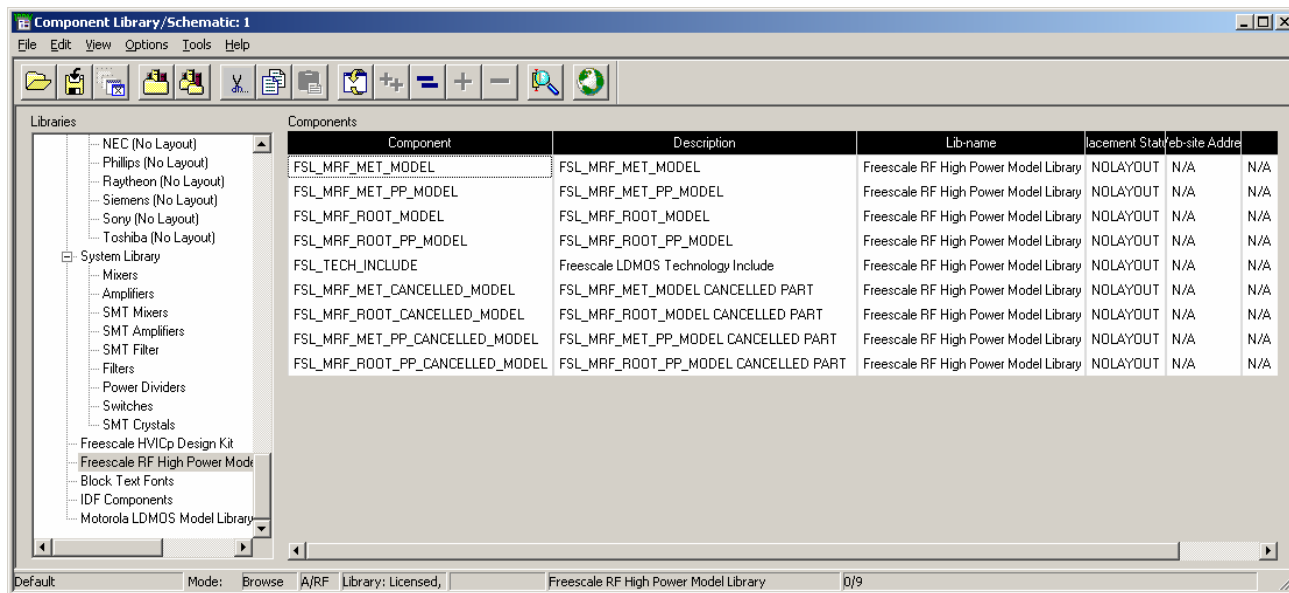 Component Library/Schematic: 1
File Edit View Options Tools Help
Libraries
NEC (No Layout)
Phillips (No Layout)
Raytheon (No Layout)
Siemens (No Layout)
Sony (No Layout)
Toshiba (No Layout)
System Library
Mixers
Amplifiers
SMT Mixers
SMT Amplifiers
SMT Filter
Filters
Power Dividers
Switches
SMT Crystals
Freescale HVICp Design Kit
Freescale RF High Power Mode
Block Text Fonts
IDF Components
Motorola LDMOS Model Library
Components
Component Description Lib-name lacement Statu eb-site Addre
FSL_MRF_MET_MODEL FSL_MRF_MET_MODEL Freescale RF High Power Model Library NOLAYOUT N/A N/A
FSL_MRF_MET_PP_MODEL FSL_MRF_MET_PP_MODEL Freescale RF High Power Model Library NOLAYOUT N/A N/A
FSL_MRF_ROOT_MODEL FSL_MRF_ROOT_MODEL Freescale RF High Power Model Library NOLAYOUT N/A N/A
FSL_MRF_ROOT_PP_MODEL FSL_MRF_ROOT_PP_MODEL Freescale RF High Power Model Library NOLAYOUT N/A N/A
FSL_TECH_INCLUDE Freescale LDMOS Technology Include Freescale RF High Power Model Library NOLAYOUT N/A N/A
FSL_MRF_MET_CANCELLED_MODEL FSL_MRF_MET_MODEL CANCELLED PART Freescale RF High Power Model Library NOLAYOUT N/A N/A
FSL_MRF_ROOT_CANCELLED_MODEL FSL_MRF_ROOT_MODEL CANCELLED PART Freescale RF High Power Model Library NOLAYOUT N/A N/A
FSL_MRF_MET_PP_CANCELLED_MODEL FSL_MRF_MET_PP_MODEL CANCELLED PART Freescale RF High Power Model Library NOLAYOUT N/A N/A
FSL_MRF_ROOT_PP_CANCELLED_MODEL FSL_MRF_ROOT_PP_MODEL CANCELLED PART Freescale RF High Power Model Library NOLAYOUT N/A N/A
Default Mode: Browse A/RF Library: Licensed, Freescale RF High Power Model Library 0/9